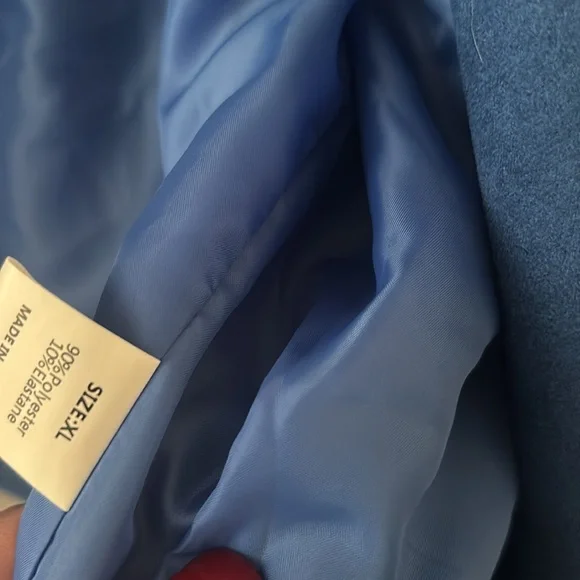 SIZE:XL
90%Polyester
10%Elastane
MADE IN